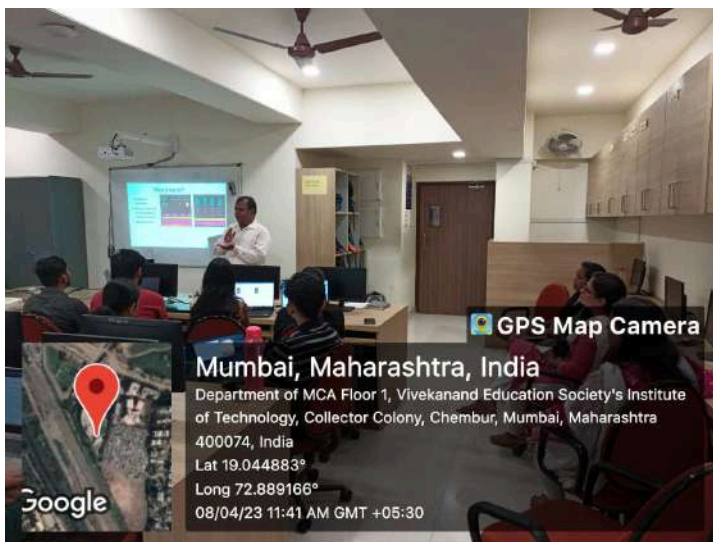 GPS Map Camera
Mumbai, Maharashtra, India
Department of MCA Floor 1, Vivekanand Education Society's Institute
of Technology, Collector Colony, Chembur, Mumbai, Maharashtra
400074, India
Lat 19.044883°
Long 72.889166°
08/04/23 11:41 AM GMT +05:30
Google